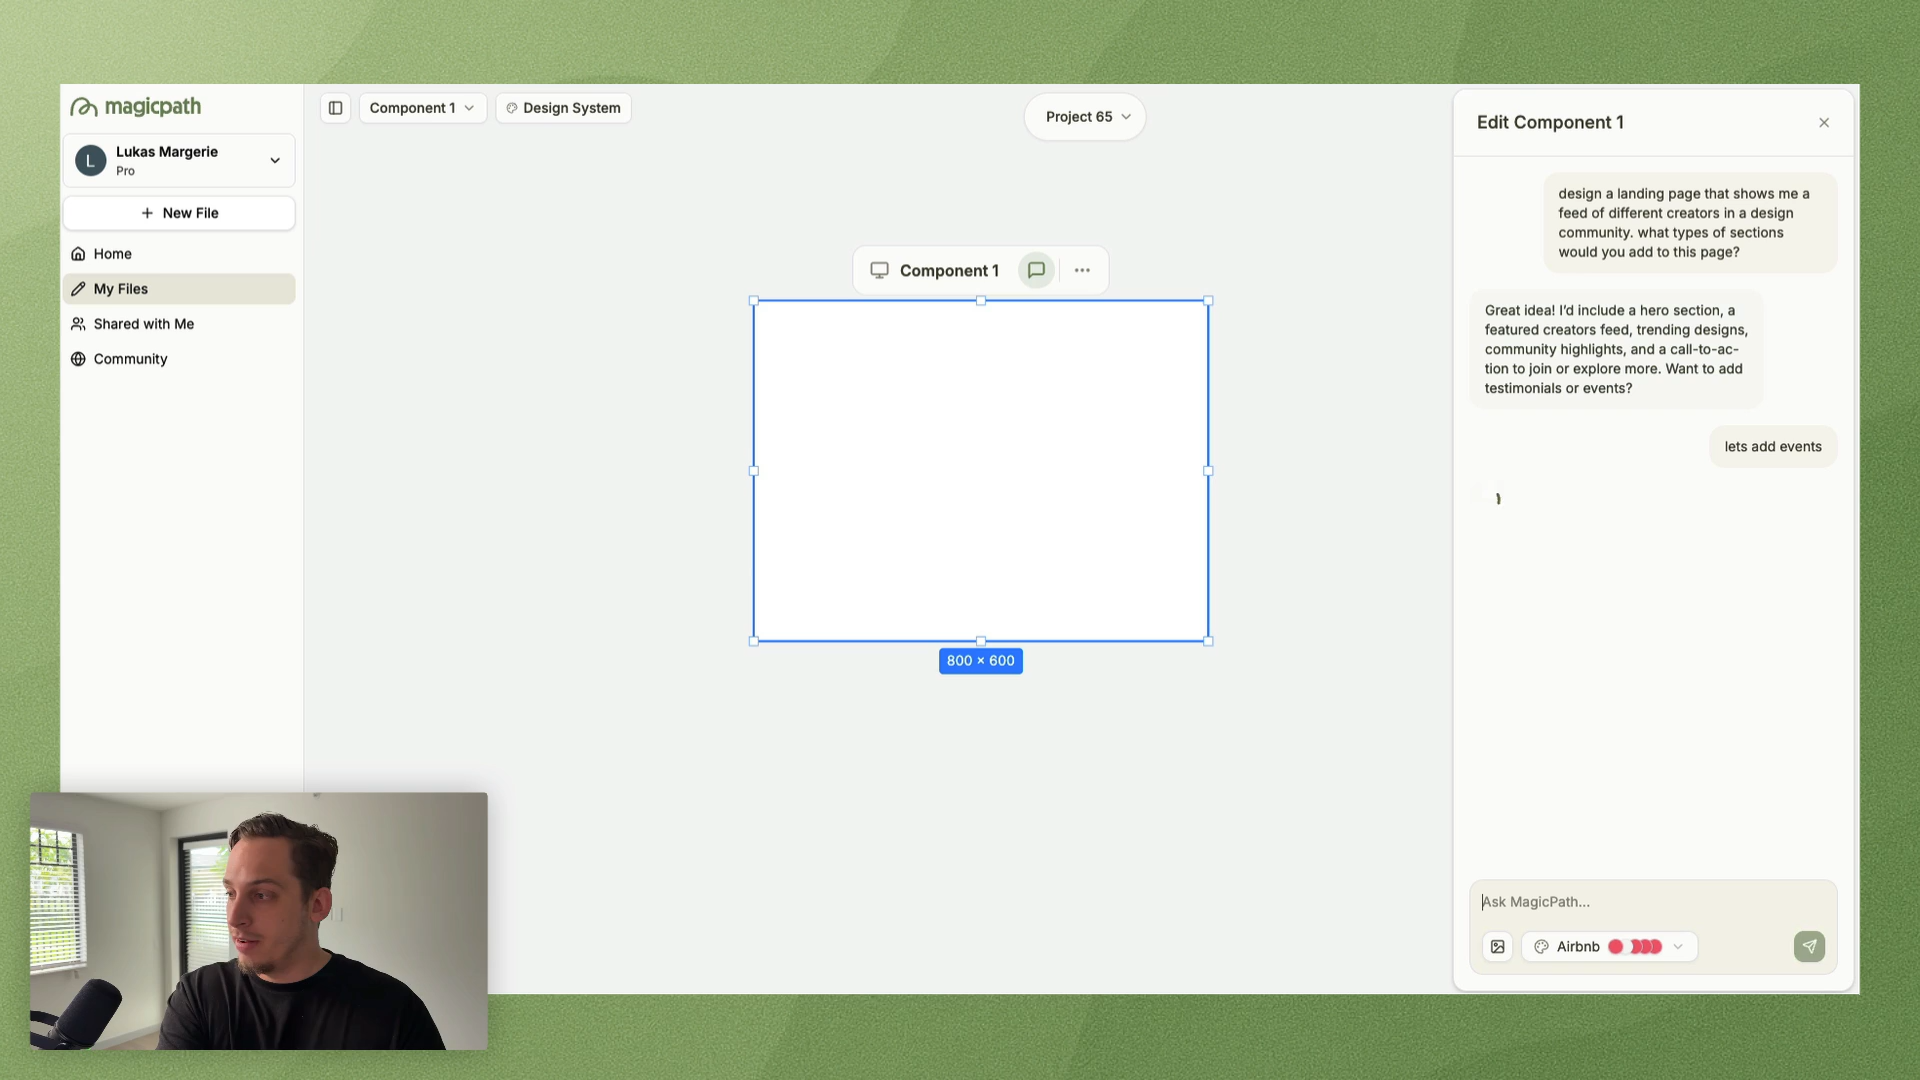 magicpath
L
Lukas Margerie
Pro
+ New File
Home
My Files
Shared with Me
Community
Component 1
Design System
Project 65
Component 1
800 × 600
Edit Component 1
design a landing page that shows me a
feed of different creators in a design
community. what types of sections
would you add to this page?
Great idea! I'd include a hero section, a
featured creators feed, trending designs,
community highlights, and a call-to-ac-
tion to join or explore more. Want to add
testimonials or events?
lets add events
Ask MagicPath...
Airbnb